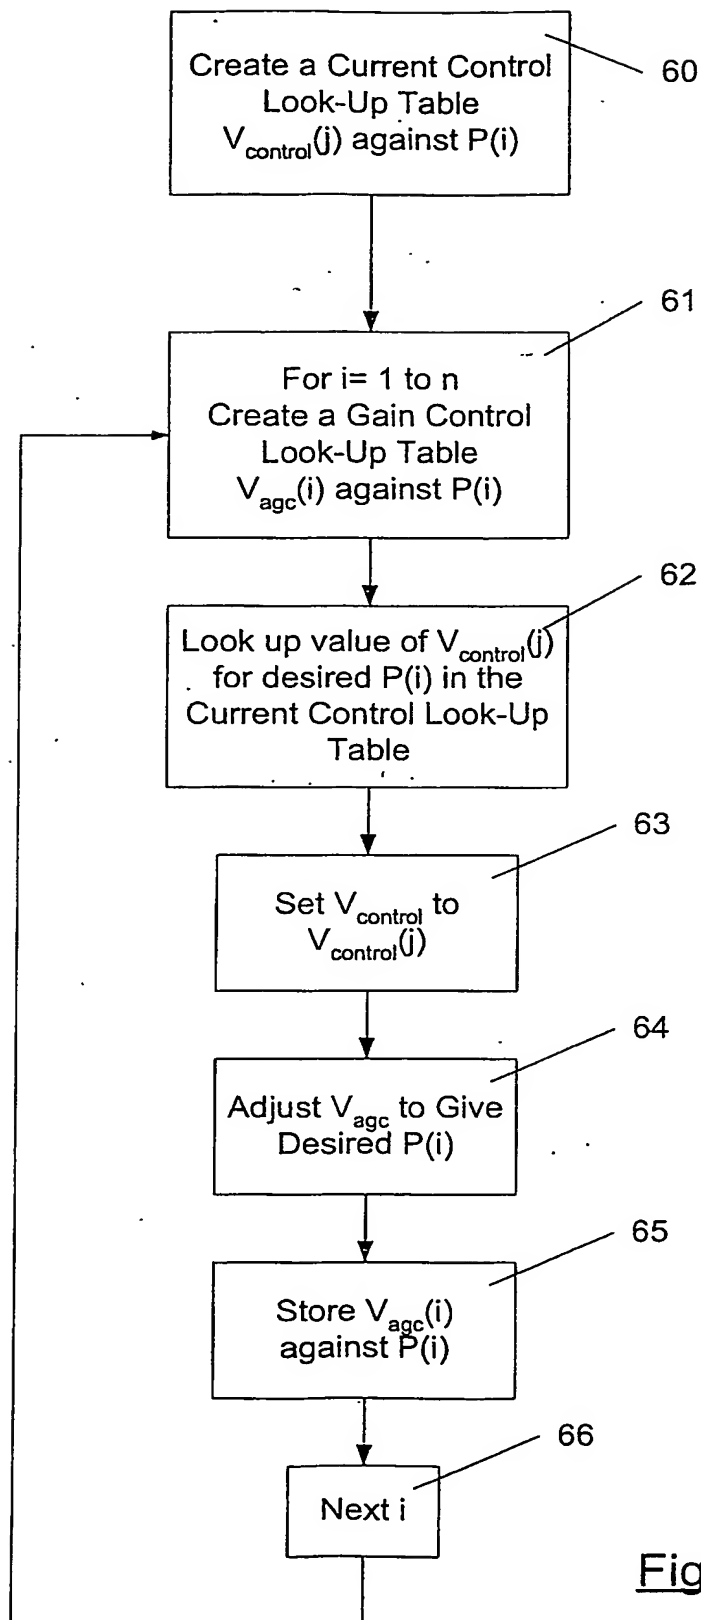 Create a Current Control
Look-Up Table
Vcontrol(j) against P(i)
60
61
For i= 1 to n
Create a Gain Control
Look-Up Table
Vagc(i) against P(i)
62
Look up value of Vcontrol(j)
for desired P(i) in the
Current Control Look-Up
Table
63
Set Vcontrol to
Vcontrol(j)
64
Adjust Vagc to Give
Desired P(i)
65
Store Vagc(i)
against P(i)
66
Next i
Fig